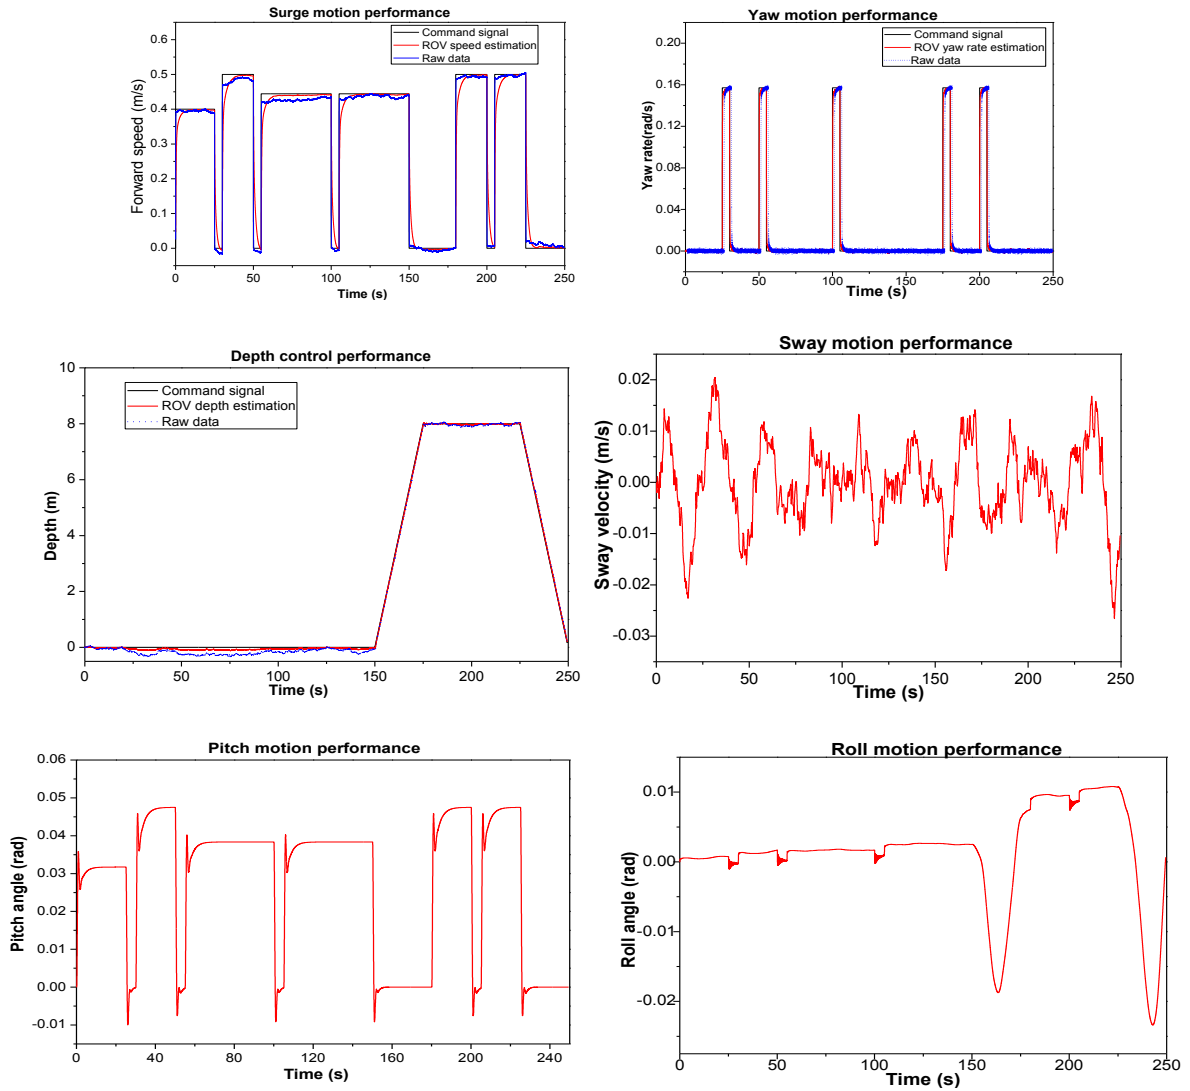 Surge motion performance
Command signal
ROV speed estimation
Raw data
0.6
0.5
0.4
0.3
0.2
0.1
0.0
Forward speed (m/s)
0 50 100 150 200 250
Time (s)
Yaw motion performance
Command signal
ROV yaw rate estimation
Raw data
0.20
0.16
0.12
0.08
0.04
0.00
Yaw rate(rad/s)
0 50 100 150 200 250
Time (s)
Depth control performance
Command signal
ROV depth estimation
Raw data
10
8
6
4
2
0
Depth (m)
0 50 100 150 200 250
Time (s)
Sway motion performance
0.02
0.01
0.00
-0.01
-0.02
-0.03
Sway velocity (m/s)
0 50 100 150 200 250
Time (s)
Pitch motion performance
0.06
0.05
0.04
0.03
0.02
0.01
0.00
-0.01
Pitch angle (rad)
0 40 80 120 160 200 240
Time (s)
Roll motion performance
0.01
0.00
-0.01
-0.02
Roll angle (rad)
0 50 100 150 200 250
Time (s)